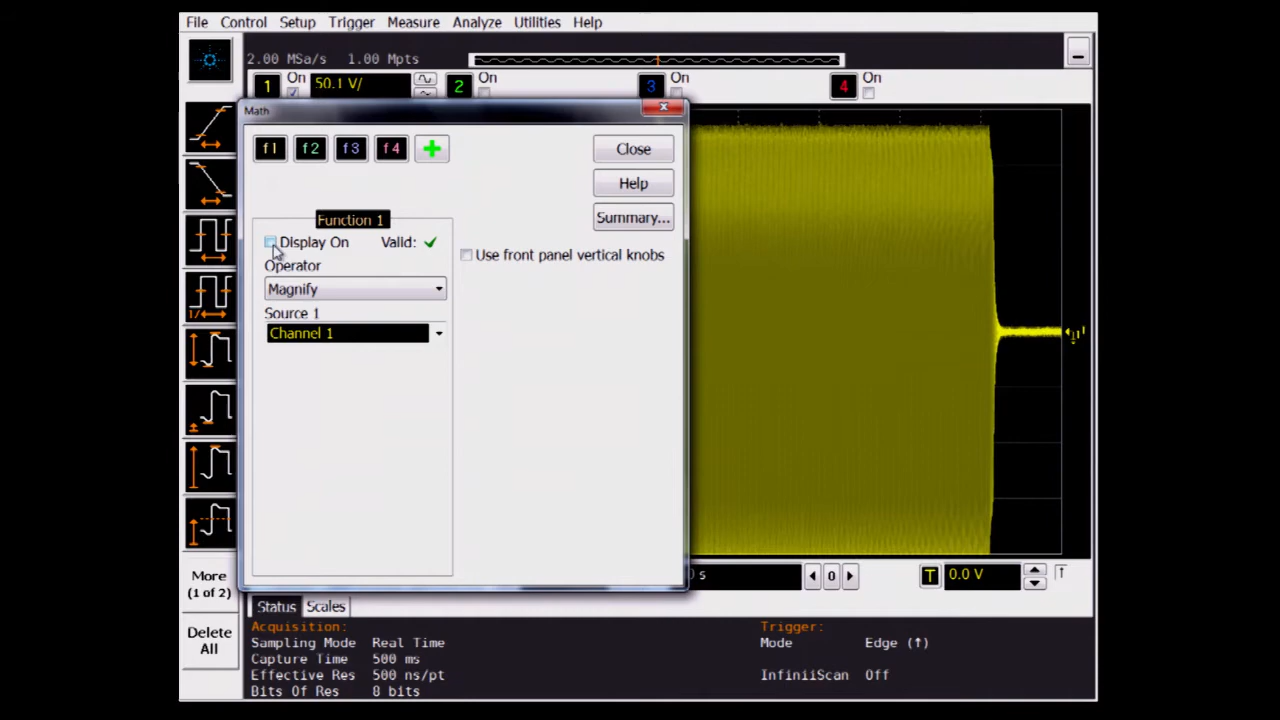 File Control Setup Trigger Measure Analyze Utilities Help
2.00 MSa/s 1.00 Mpts
1 On 50.1 V/ 2 On 3 On 4 On
Math
f1 f2 f3 f4
Close
Help
Summary...
Function 1
Display On Valid:
Use front panel vertical knobs
Operator
Magnify
Source 1
Channel 1
s 0 T 0.0 V
More
(1 of 2)
Delete
All
Status Scales
Acquisition: Trigger:
Sampling Mode Real Time Mode Edge (↑)
Capture Time 500 ms
Effective Res 500 ns/pt InfiniiScan Off
Bits Of Res 8 bits